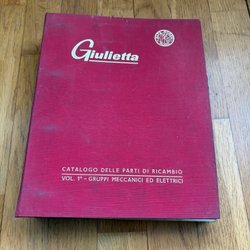 Giulietta
CATALOGO DELLE PARTI DI RICAMBIO
VOL. 1° - GRUPPI MECCANICI ED ELETTRICI